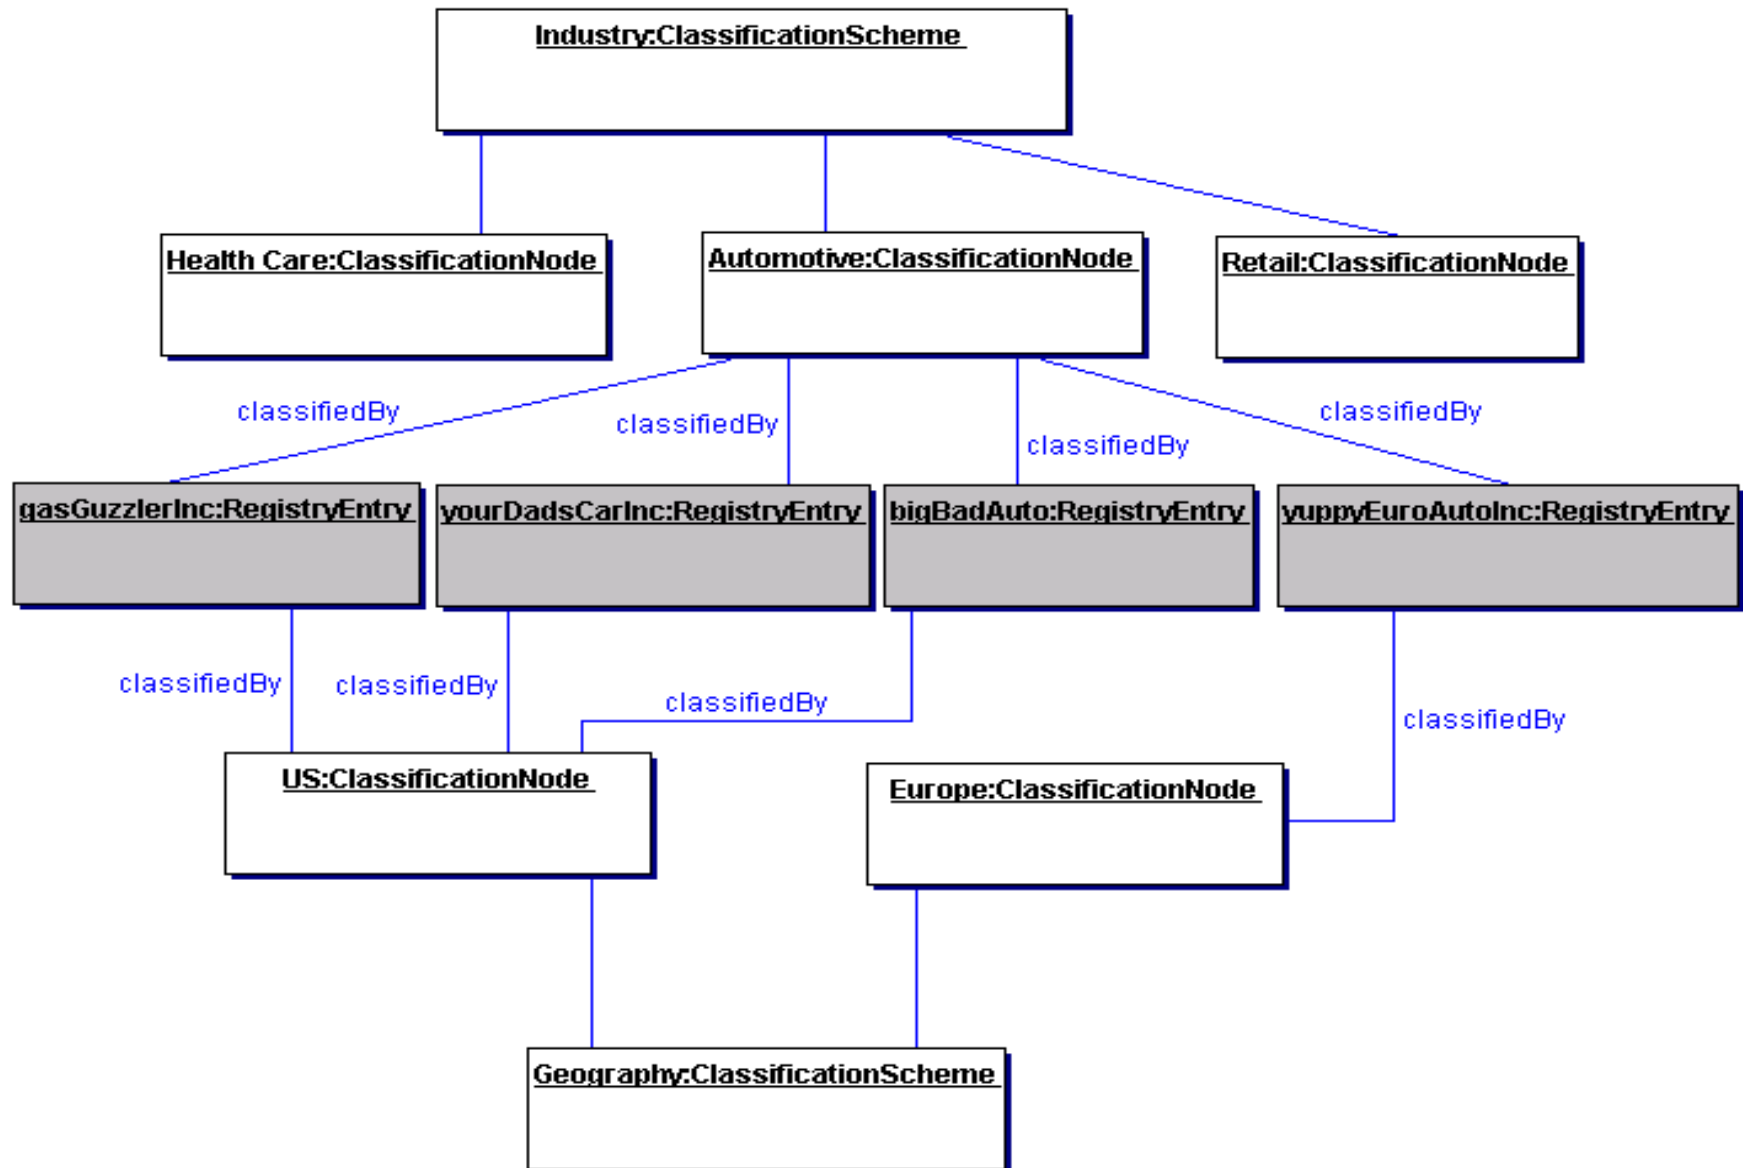 Industry:ClassificationScheme
Health Care:ClassificationNode
Automotive:ClassificationNode
Retail:ClassificationNode
classifiedBy
classifiedBy
classifiedBy
classifiedBy
gasGuzzlerInc:RegistryEntry
yourDadsCarInc:RegistryEntry
bigBadAuto:RegistryEntry
yuppyEuroAutoInc:RegistryEntry
classifiedBy
classifiedBy
classifiedBy
classifiedBy
US:ClassificationNode
Europe:ClassificationNode
Geography:ClassificationScheme